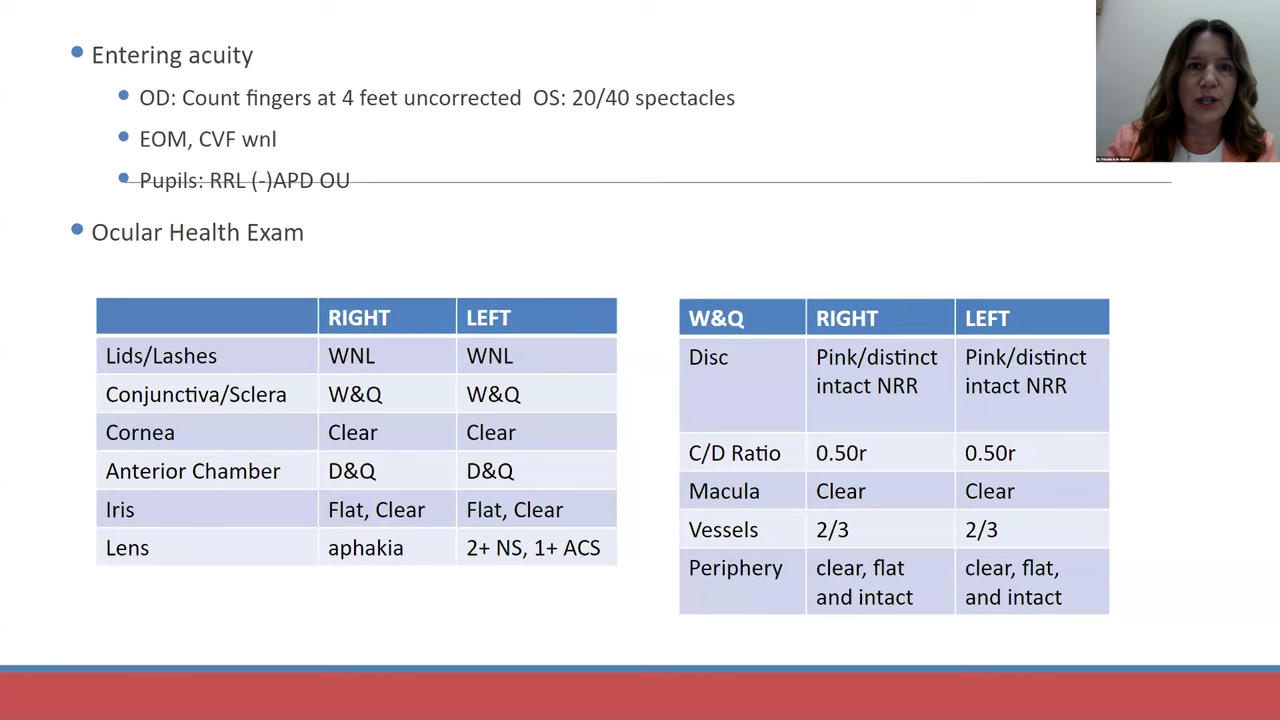 Entering acuity
OD: Count fingers at 4 feet uncorrected  OS: 20/40 spectacles
EOM, CVF wnl
Pupils: RRL (-)APD OU
Ocular Health Exam
RIGHT LEFT
Lids/Lashes WNL WNL
Conjunctiva/Sclera W&Q W&Q
Cornea Clear Clear
Anterior Chamber D&Q D&Q
Iris Flat, Clear Flat, Clear
Lens aphakia 2+ NS, 1+ ACS
W&Q RIGHT LEFT
Disc Pink/distinct Pink/distinct
intact NRR intact NRR
C/D Ratio 0.50r 0.50r
Macula Clear Clear
Vessels 2/3 2/3
Periphery clear, flat clear, flat,
and intact and intact